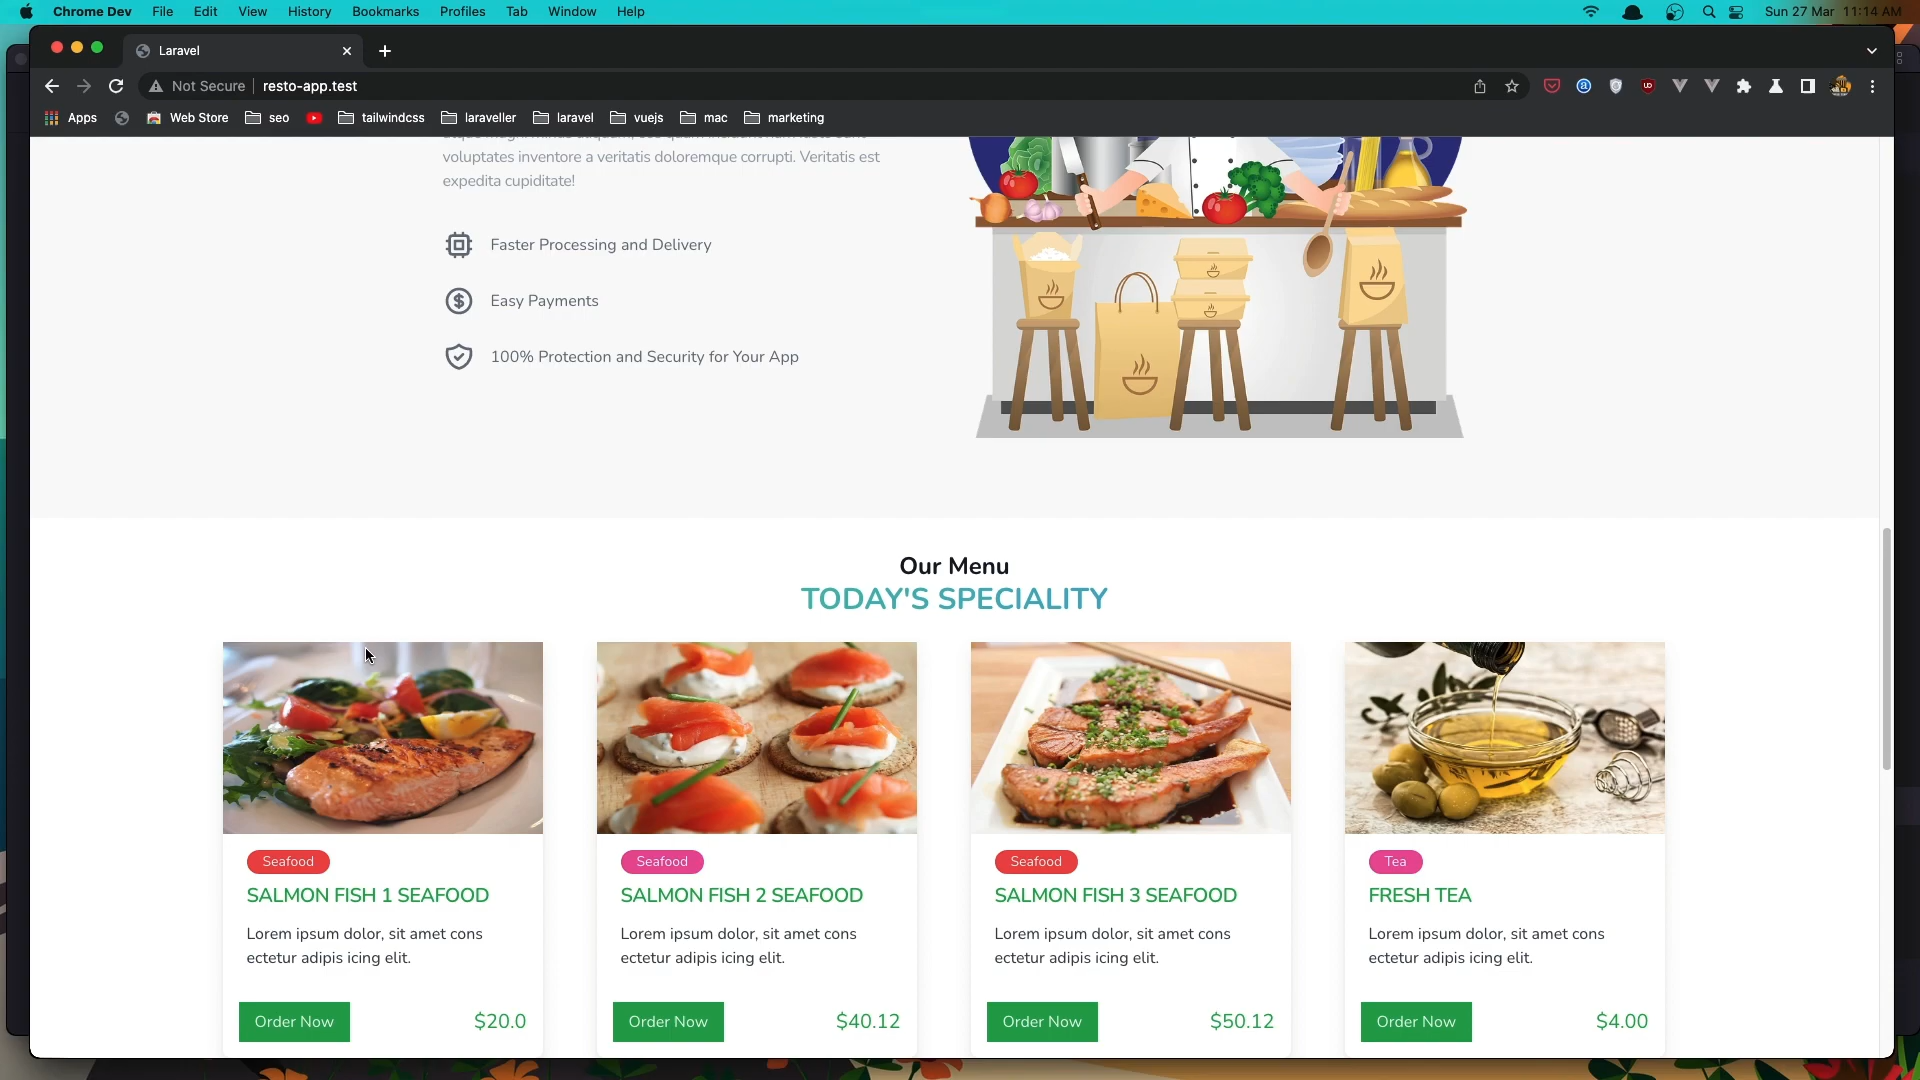 Chrome Dev File Edit View History Bookmarks Profiles Tab Window Help Sun 27 Mar 11:14 AM
Laravel
Not Secure resto-app.test
Apps Web Store seo tailwindcss laraveller laravel vuejs mac marketing
voluptates inventore a veritatis doloremque corrupti. Veritatis est
expedita cupiditate!
Faster Processing and Delivery
Easy Payments
100% Protection and Security for Your App
Our Menu
TODAY'S SPECIALITY
Seafood
SALMON FISH 1 SEAFOOD
Lorem ipsum dolor, sit amet cons
ectetur adipis icing elit.
Order Now $20.0
Seafood
SALMON FISH 2 SEAFOOD
Lorem ipsum dolor, sit amet cons
ectetur adipis icing elit.
Order Now $40.12
Seafood
SALMON FISH 3 SEAFOOD
Lorem ipsum dolor, sit amet cons
ectetur adipis icing elit.
Order Now $50.12
Tea
FRESH TEA
Lorem ipsum dolor, sit amet cons
ectetur adipis icing elit.
Order Now $4.00